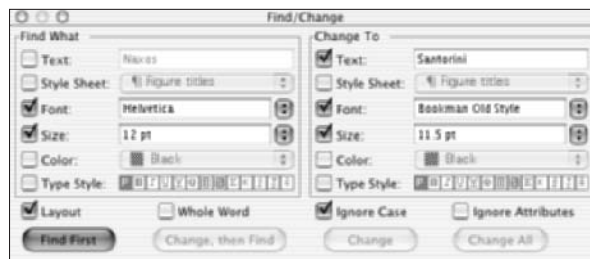 Find/Change
Find What
Text: Naxos
Style Sheet: ¶ Figure titles
Font: Helvetica
Size: 12 pt
Color: Black
Type Style: P B I U
Change To
Text: Santorini
Style Sheet: ¶ Figure titles
Font: Bookman Old Style
Size: 11.5 pt
Color: Black
Type Style: P B I U
Layout Whole Word Ignore Case Ignore Attributes
Find First Change, then Find Change Change All